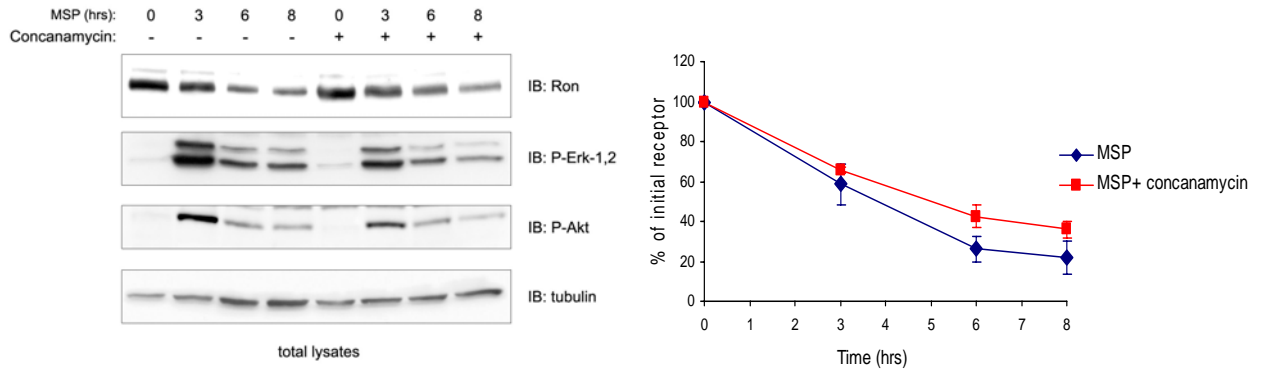 MSP (hrs): 0 3 6 8 0 3 6 8
Concanamycin: - - - - + + + +
IB: Ron
IB: P-Erk-1,2
IB: P-Akt
IB: tubulin
total lysates
% of initial receptor
120
100
80
60
40
20
0
0 1 2 3 4 5 6 7 8
Time (hrs)
MSP
MSP+ concanamycin